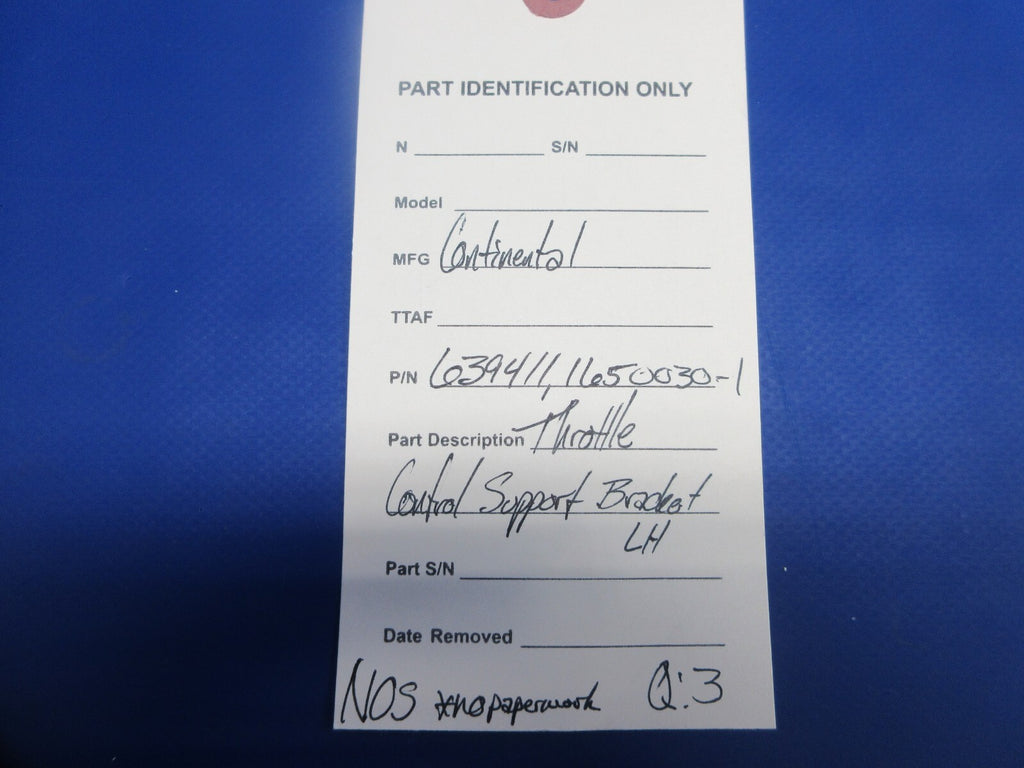 PART IDENTIFICATION ONLY
N S/N
Model
MFG Continental
TTAF
P/N 639411, 1650030-1
Part Description Throttle
Control Support Bracket
LH
Part S/N
Date Removed
NOS *no paperwork Q:3